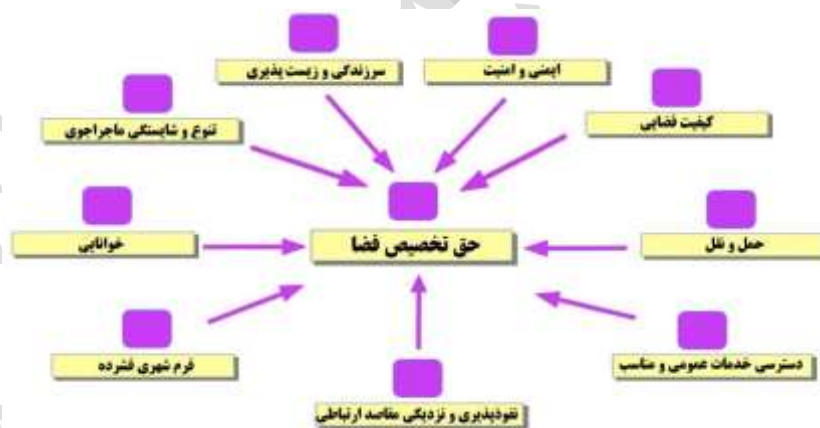 سرزندگی و زیست پذیری
ایمنی و امنیت
کیفیت فضایی
تنوع و شایستگی ماجراجوی
حق تخصیص فضا
خوانایی
حمل و نقل
فرم شهری فشرده
دسترسی خدمات عمومی و مناسب
نفوذپذیری و نزدیکی مقاصد ارتباطی